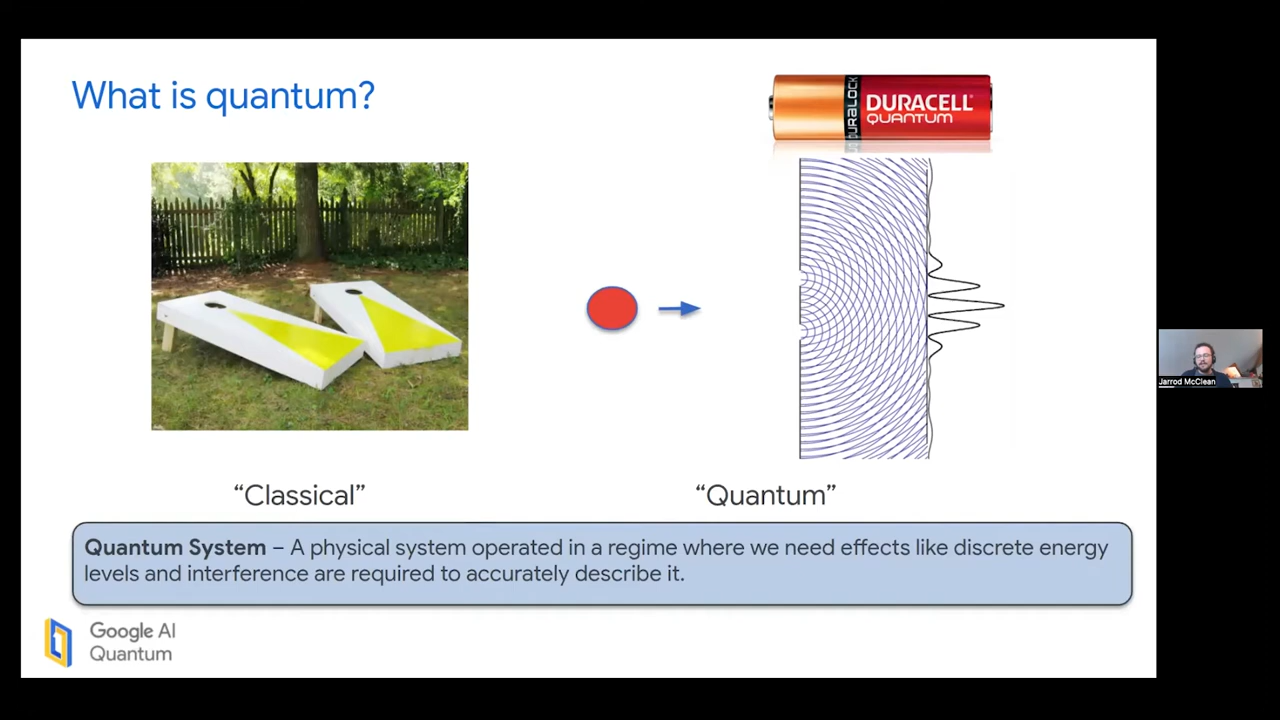 What is quantum?
DURALOCK
DURACELL
QUANTUM
“Classical”
“Quantum”
Quantum System – A physical system operated in a regime where we need effects like discrete energy
levels and interference are required to accurately describe it.
Google AI
Quantum
Jarrod McClean